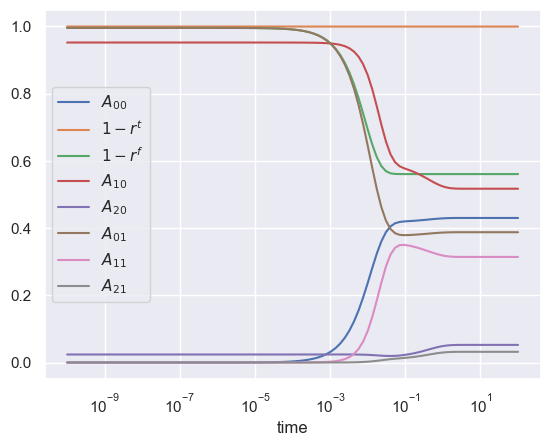 1.0
0.8
0.6
0.4
0.2
0.0
A₀₀
1 − rᵗ
1 − rᶠ
A₁₀
A₂₀
A₀₁
A₁₁
A₂₁
10⁻⁹ 10⁻⁷ 10⁻⁵ 10⁻³ 10⁻¹ 10¹
time